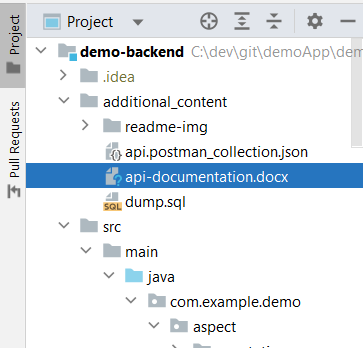 Project
Pull Requests
Project
demo-backend C:\dev\git\demoApp\dem
.idea
additional_content
readme-img
api.postman_collection.json
api-documentation.docx
SQL dump.sql
src
main
java
com.example.demo
aspect